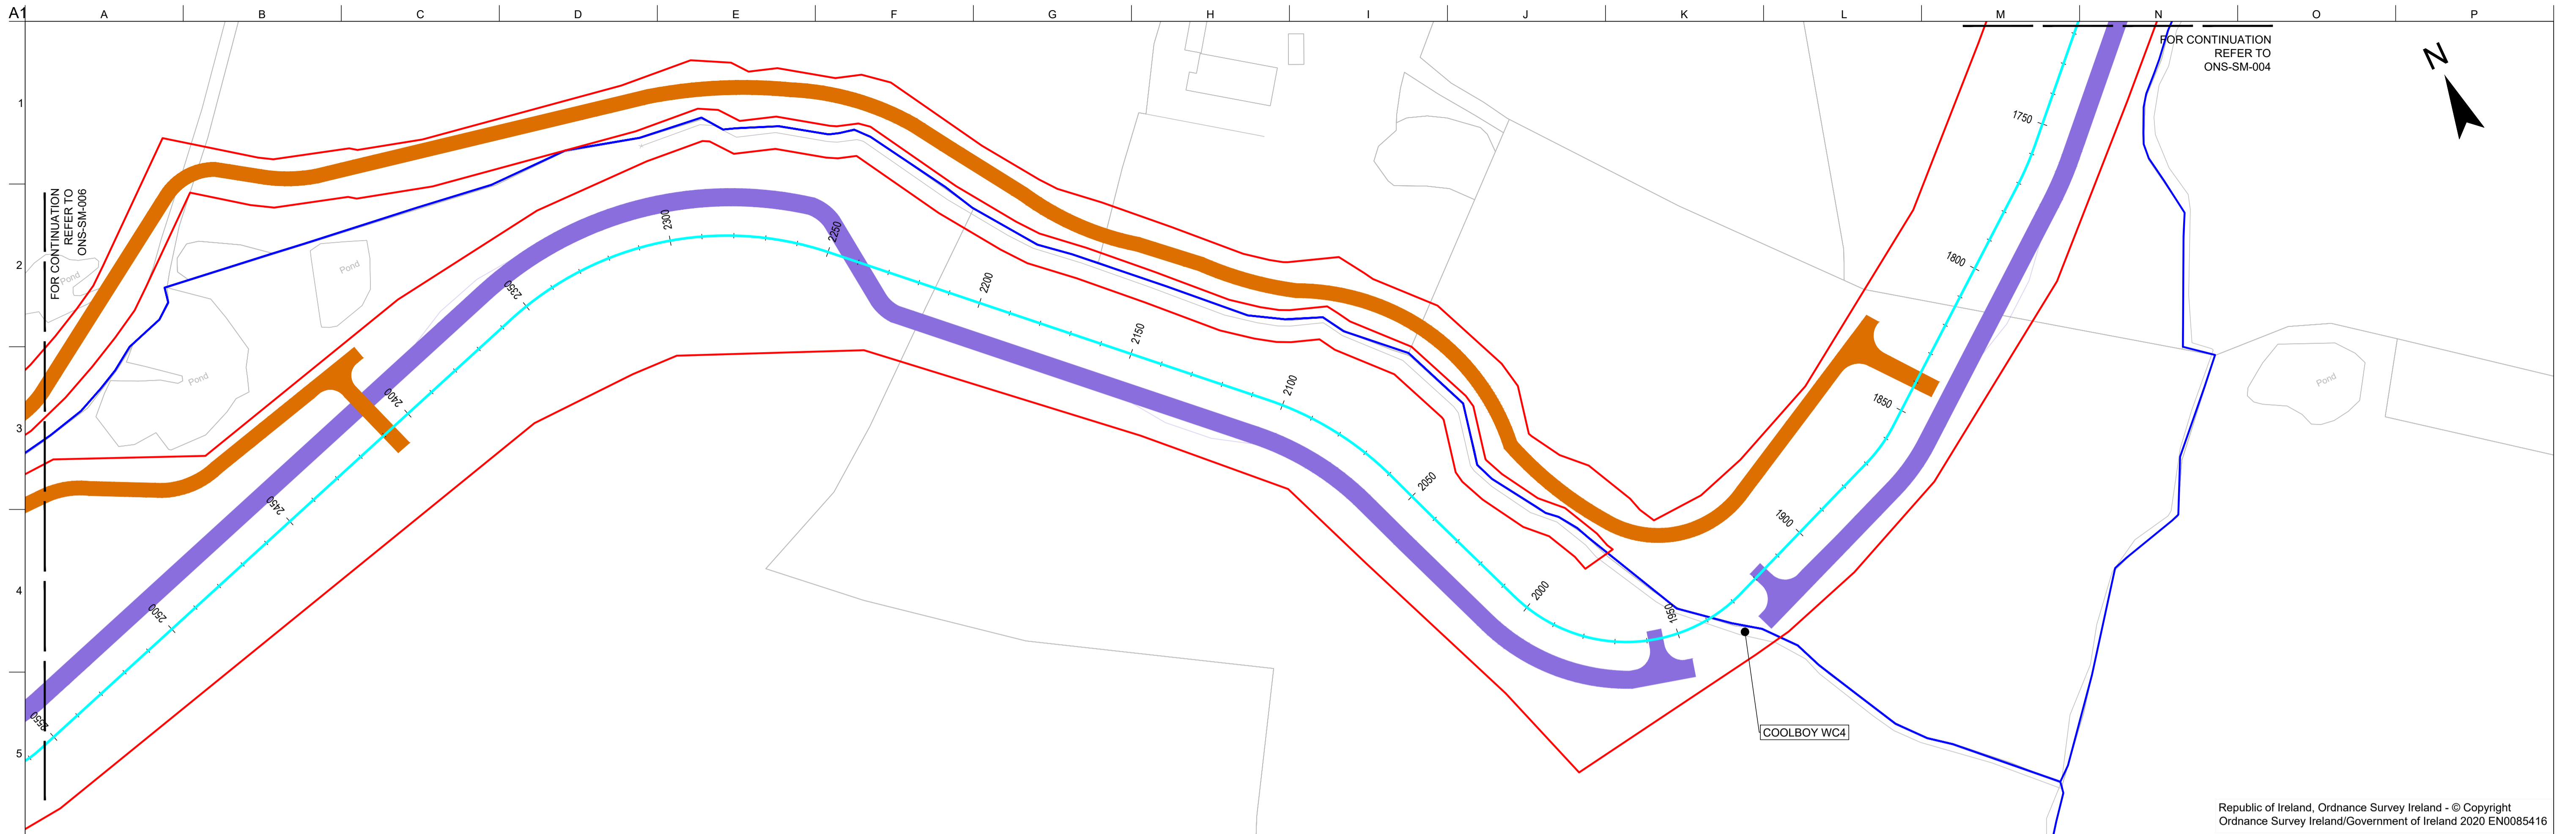 A1
A B C D E F G H I J K L M N O P
1
2
3
4
5
FOR CONTINUATION
REFER TO
ONS-SM-004
N
FOR CONTINUATION
REFER TO
ONS-SM-006
Pond
Pond
Pond
Pond
1750
1800
1850
1900
1950
2000
2050
2100
2150
2200
2250
2300
2350
2400
2450
2500
2550
COOLBOY WC4
Republic of Ireland, Ordnance Survey Ireland - © Copyright
Ordnance Survey Ireland/Government of Ireland 2020 EN0085416